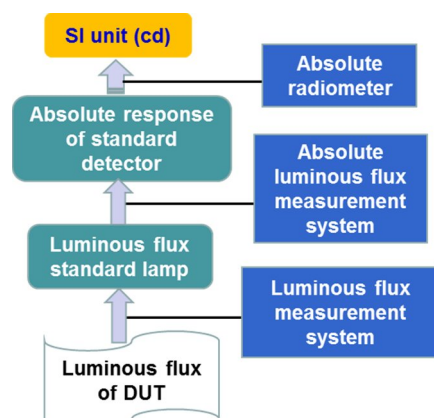 SI unit (cd)
Absolute
radiometer
Absolute response
of standard
detector
Absolute
luminous flux
measurement
system
Luminous flux
standard lamp
Luminous flux
measurement
system
Luminous flux
of DUT